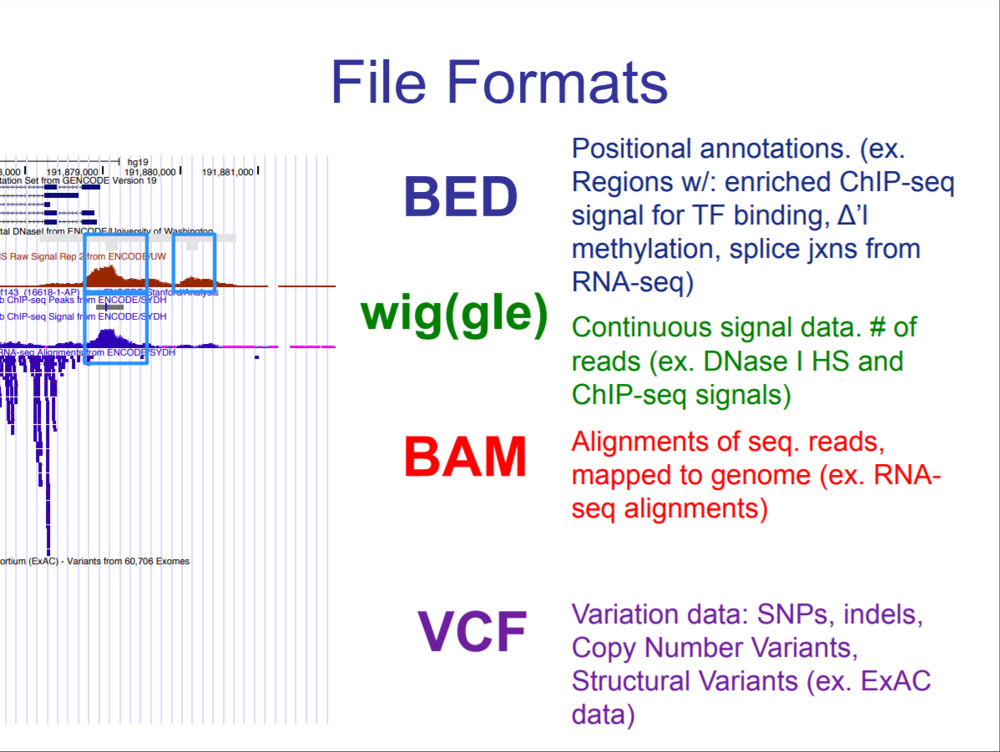 File Formats
hg19
191,879,000
191,880,000
191,881,000
tation Set from GENCODE Version 19
tal DNaseI from ENCODE/University of Washington
S Raw Signal Rep 2 from ENCODE/UW
f143 (16618-1-AP) ENCODE/Stanford/Analysis
b ChIP-seq Peaks from ENCODE/SYDH
b ChIP-seq Signal from ENCODE/SYDH
RNA-seq Alignments from ENCODE/SYDH
ortium (ExAC) - Variants from 60,706 Exomes
BED
Positional annotations. (ex.
Regions w/: enriched ChIP-seq
signal for TF binding, Δ’l
methylation, splice jxns from
RNA-seq)
wig(gle)
Continuous signal data. # of
reads (ex. DNase I HS and
ChIP-seq signals)
BAM
Alignments of seq. reads,
mapped to genome (ex. RNA-
seq alignments)
VCF
Variation data: SNPs, indels,
Copy Number Variants,
Structural Variants (ex. ExAC
data)